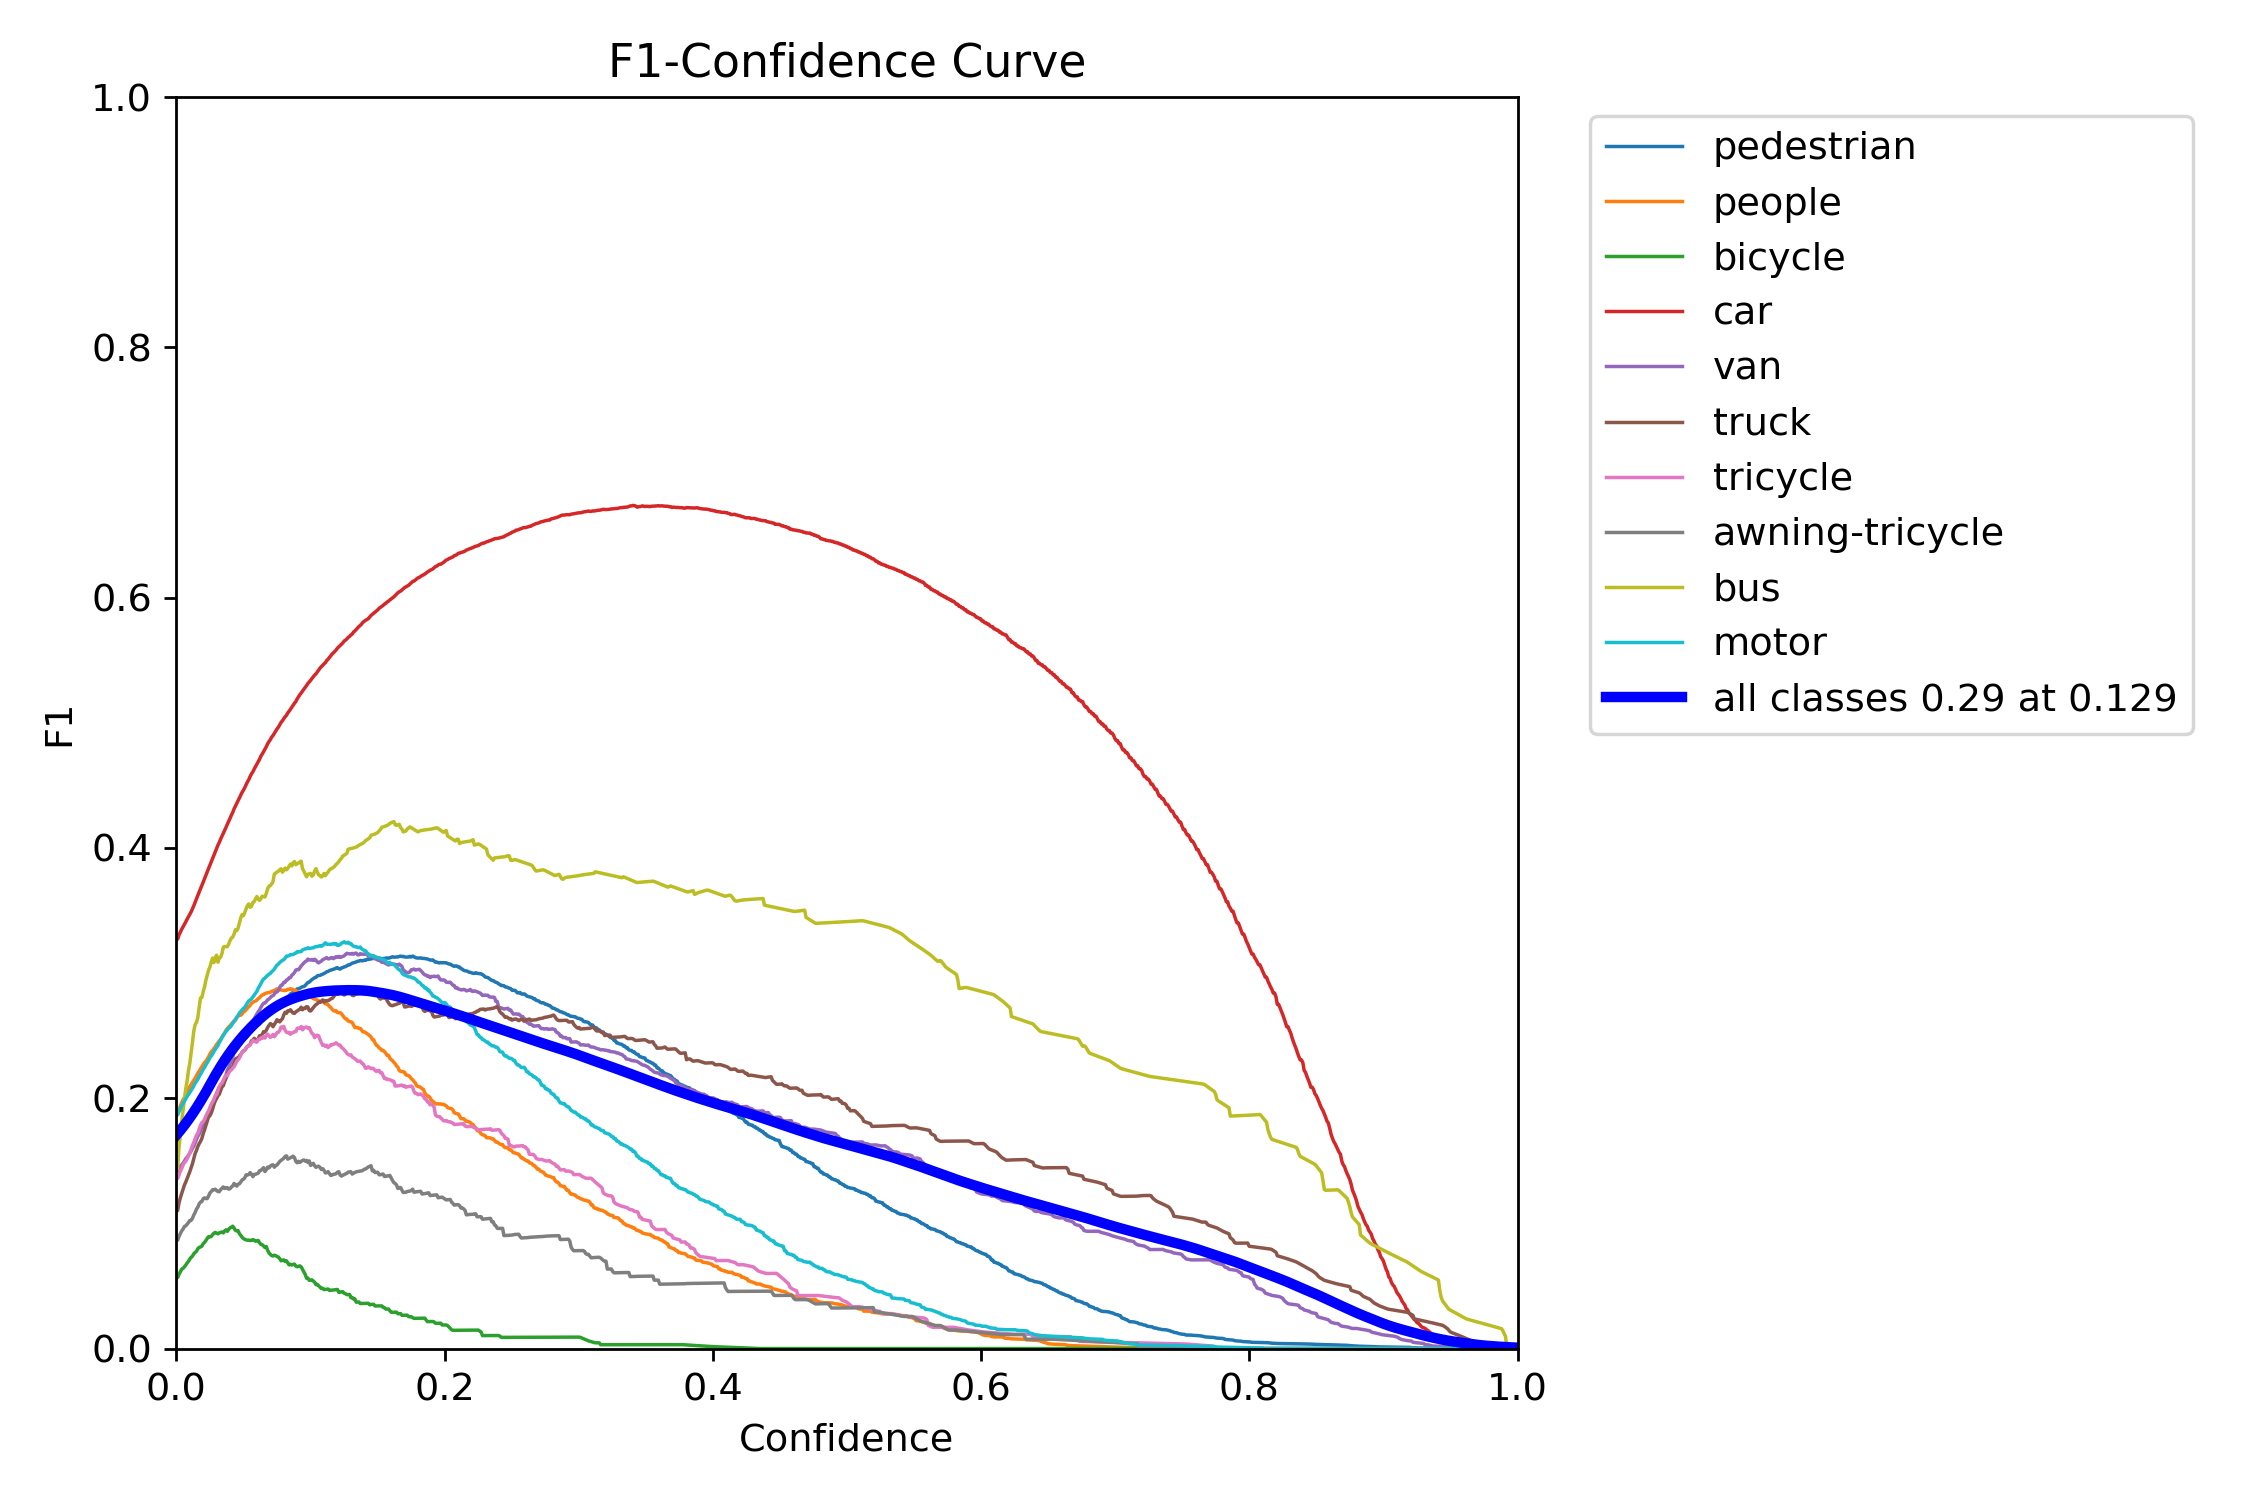 F1-Confidence Curve
1.0
0.8
0.6
0.4
0.2
0.0
F1
0.0 0.2 0.4 0.6 0.8 1.0
Confidence
pedestrian
people
bicycle
car
van
truck
tricycle
awning-tricycle
bus
motor
all classes 0.29 at 0.129